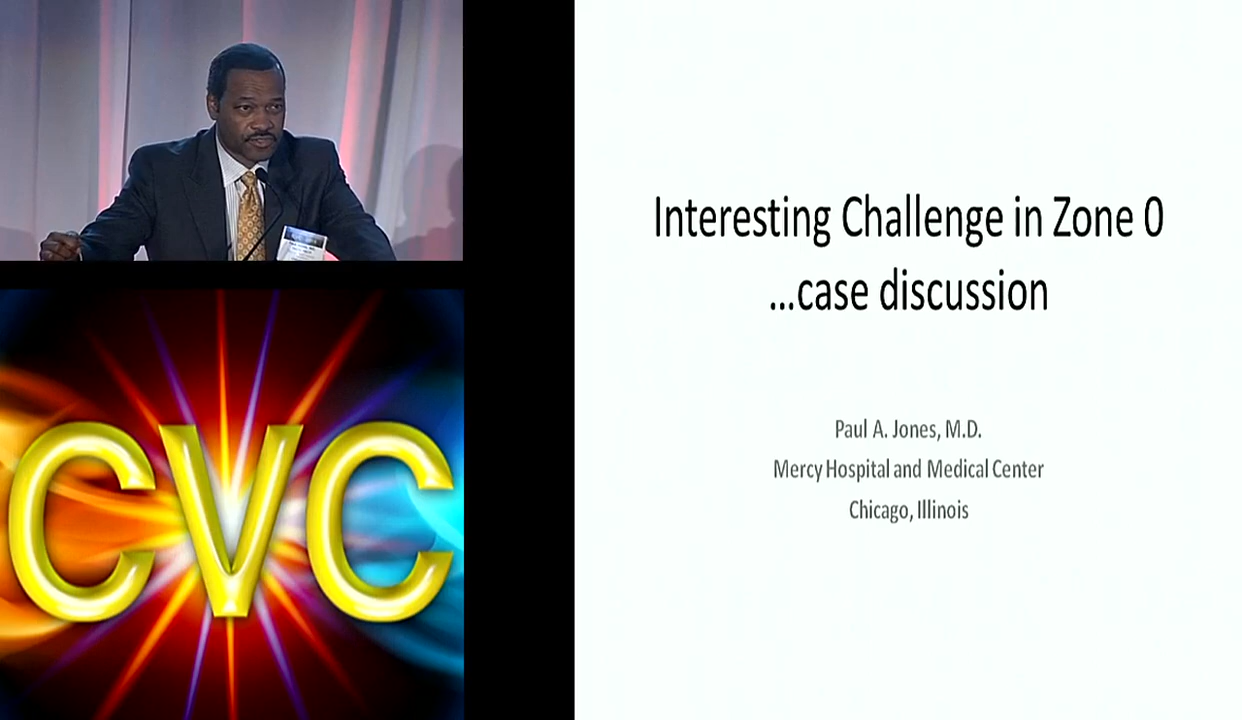 Interesting Challenge in Zone 0
...case discussion
Paul A. Jones, M.D.
Mercy Hospital and Medical Center
Chicago, Illinois
CVC